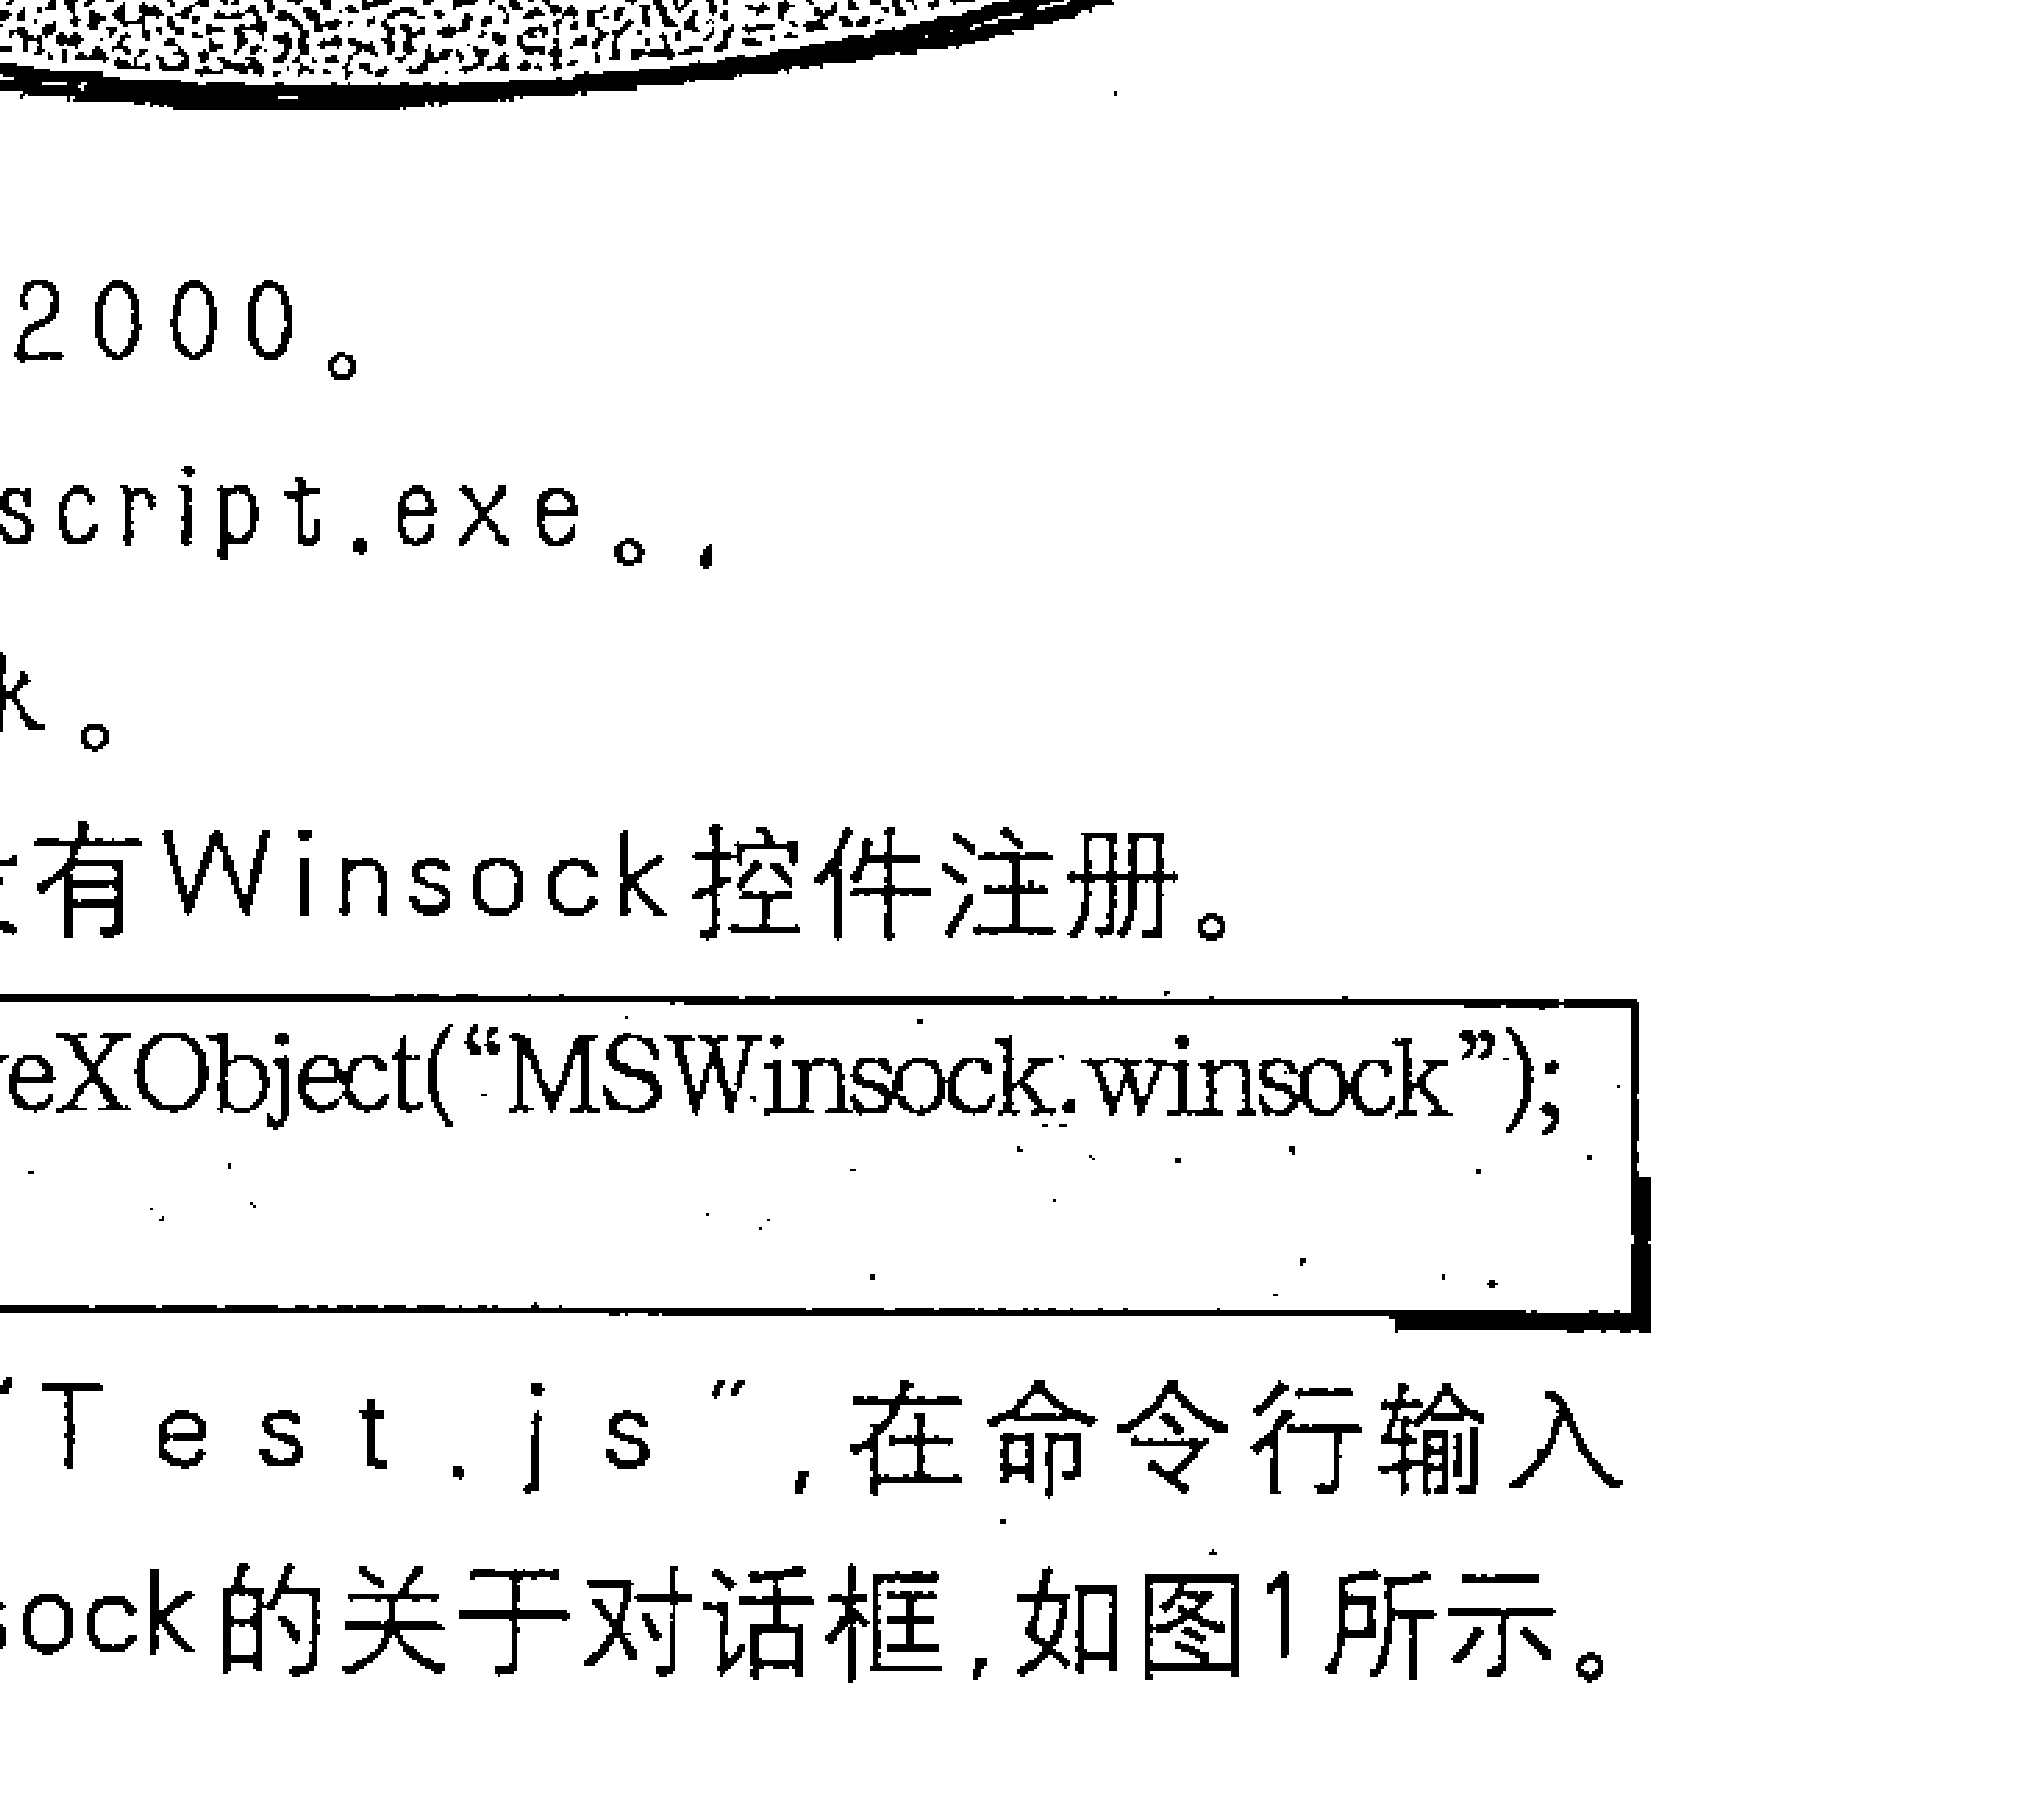 2000。
script.exe。
k。
有Winsock控件注册。
veXObject(“MSWinsock.winsock”);
“Test.js”,在命令行输入
sock的关于对话框,如图1所示。